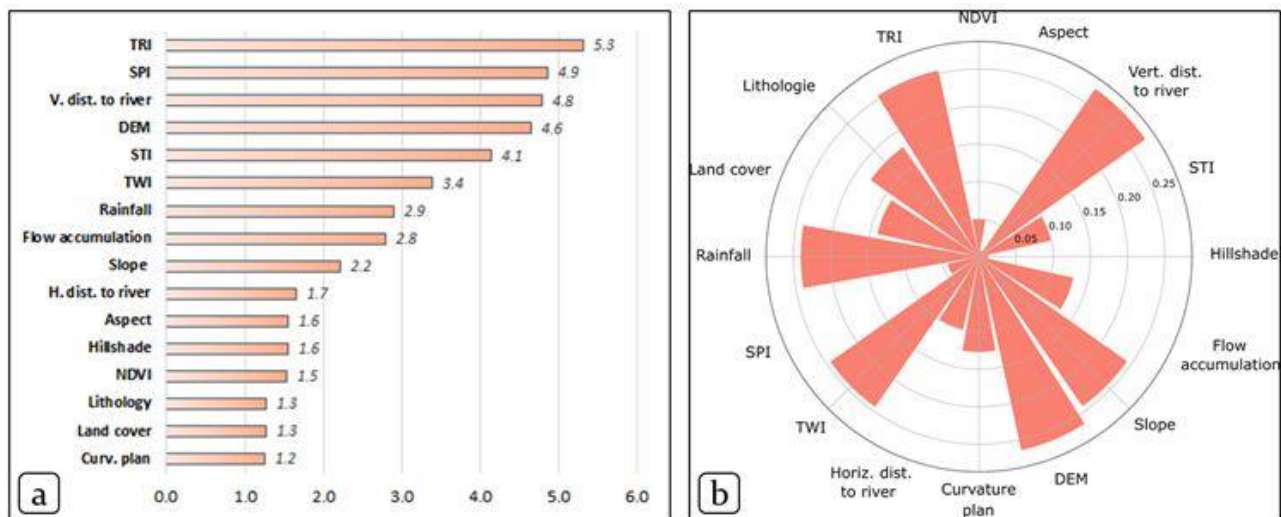 TRI
5.3
SPI
4.9
V. dist. to river
4.8
DEM
4.6
STI
4.1
TWI
3.4
Rainfall
2.9
Flow accumulation
2.8
Slope
2.2
H. dist. to river
1.7
Aspect
1.6
Hillshade
1.6
NDVI
1.5
Lithology
1.3
Land cover
1.3
Curv. plan
1.2
0.0 1.0 2.0 3.0 4.0 5.0 6.0
a
NDVI
Aspect
Vert. dist.
to river
STI
Hillshade
Flow
accumulation
Slope
DEM
Curvature
plan
Horiz. dist.
to river
TWI
SPI
Rainfall
Land cover
Lithologie
TRI
0.05
0.10
0.15
0.20
0.25
b